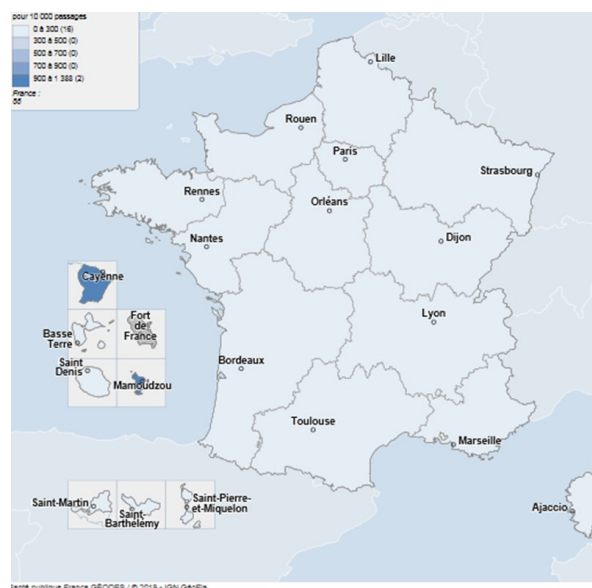 pour 10 000 passages
0 à 300 (16)
300 à 500 (0)
500 à 700 (0)
700 à 900 (0)
900 à 1 388 (2)
France :
Lille
Rouen
Paris
Strasbourg
Rennes
Orléans
Nantes
Dijon
Cayenne
Lyon
Basse
Terre
Fort
de
France
Saint
Denis
Mamoudzou
Bordeaux
Toulouse
Marseille
Saint-Martin
Saint-
Barthélemy
Saint-Pierre-
et-Miquelon
Ajaccio
publique France GÉODES / © 2019 - IGN GéoFla